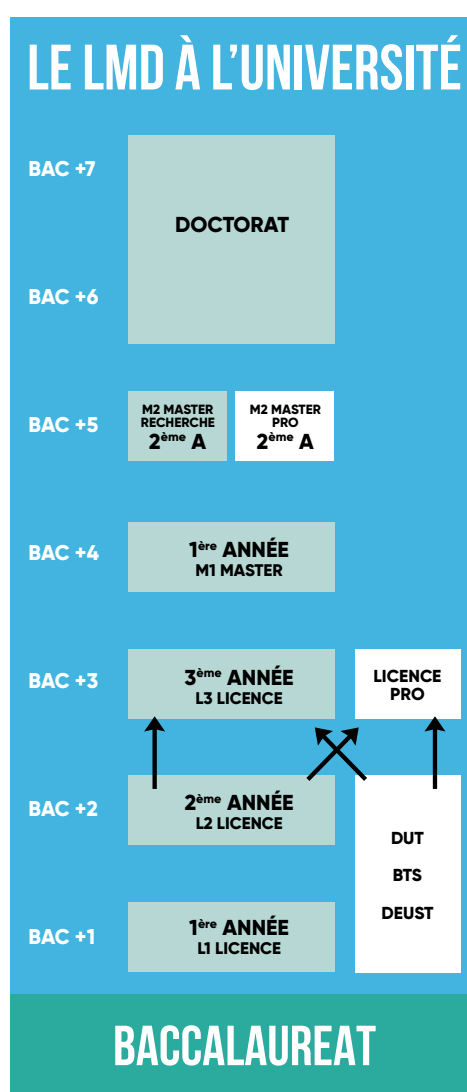 LE LMD À L'UNIVERSITÉ
BAC +7
DOCTORAT
BAC +6
BAC +5
M2 MASTER
RECHERCHE
2ème A
M2 MASTER
PRO
2ème A
BAC +4
1ère ANNÉE
M1 MASTER
BAC +3
3ème ANNÉE
L3 LICENCE
LICENCE
PRO
BAC +2
2ème ANNÉE
L2 LICENCE
DUT
BTS
DEUST
BAC +1
1ère ANNÉE
L1 LICENCE
BACCALAUREAT